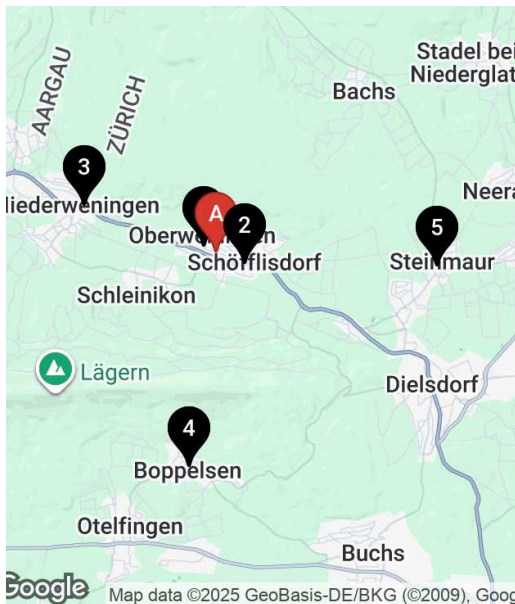 Stadel bei
Niederglat
Bachs
AARGAU
ZÜRICH
3
Niederweningen
Neera
A
2
5
Schöfflisdorf
Steinmaur
Schleinikon
Lägern
Dielsdorf
4
Boppelsen
Otelfingen
Buchs
Google
Map data ©2025 GeoBasis-DE/BKG (©2009), Goog